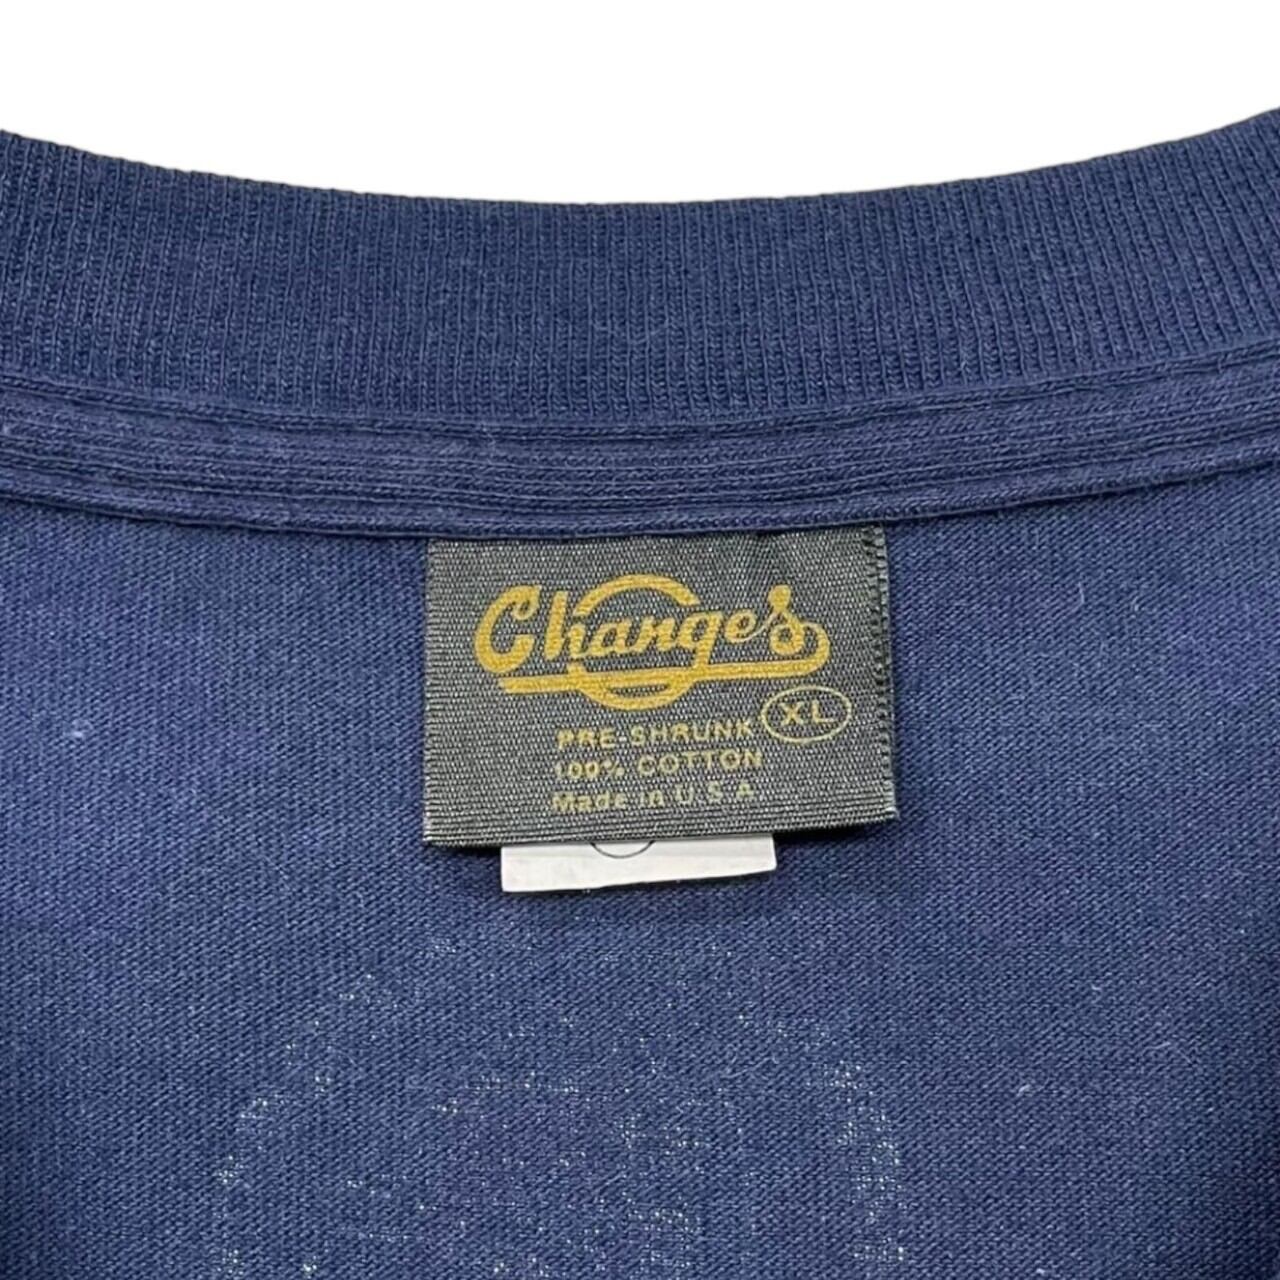 Changes
XL
PRE-SHRUNK
100% COTTON
Made in U.S.A